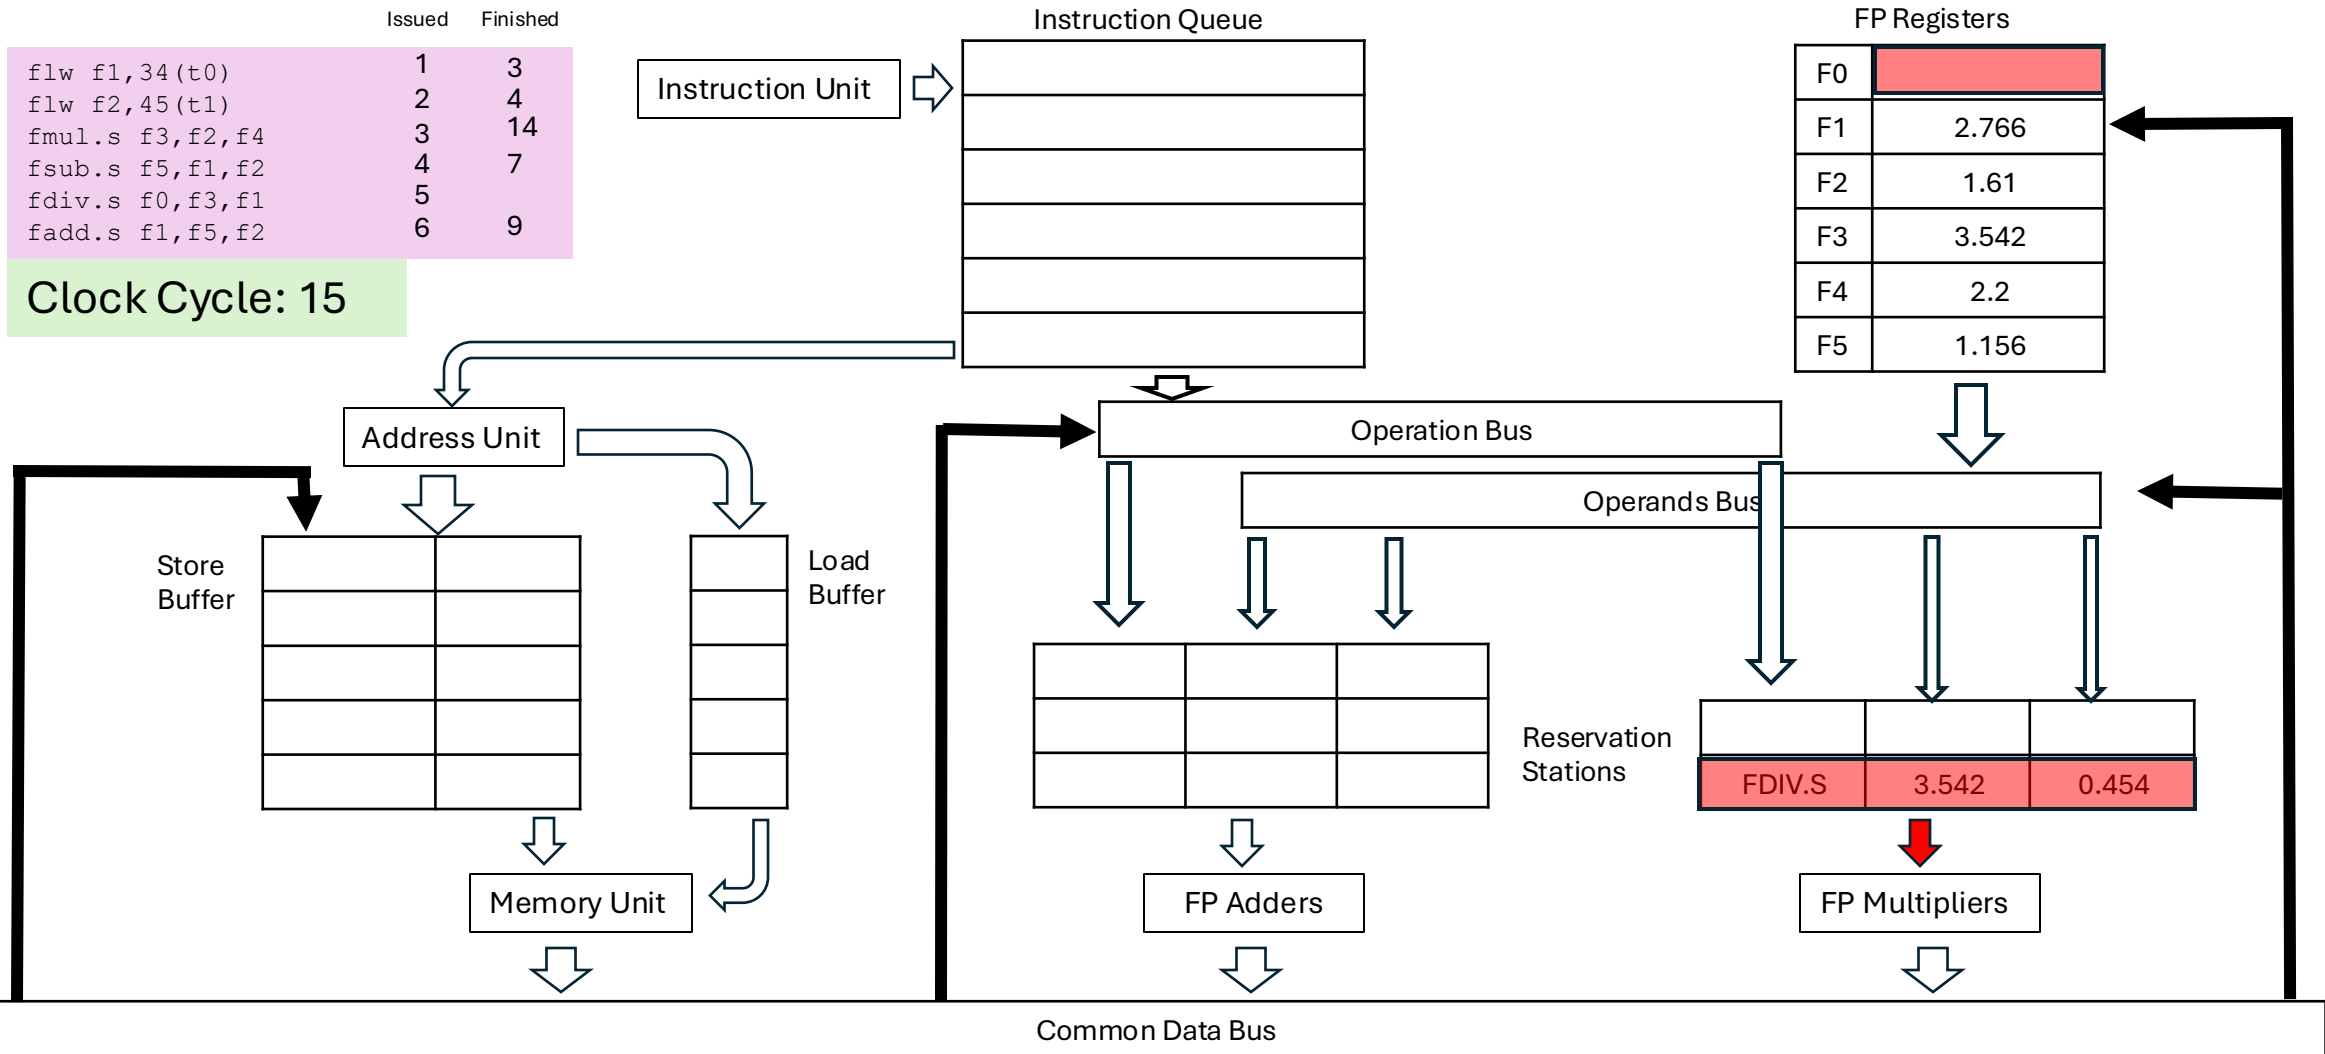 Issued Finished
flw f1,34(t0) 1 3
flw f2,45(t1) 2 4
fmul.s f3,f2,f4 3 14
fsub.s f5,f1,f2 4 7
fdiv.s f0,f3,f1 5
fadd.s f1,f5,f2 6 9
Clock Cycle: 15
Instruction Unit
Instruction Queue
FP Registers
F0
F1 2.766
F2 1.61
F3 3.542
F4 2.2
F5 1.156
Address Unit
Operation Bus
Operands Bus
Store
Buffer
Load
Buffer
Reservation
Stations
FDIV.S 3.542 0.454
Memory Unit
FP Adders
FP Multipliers
Common Data Bus